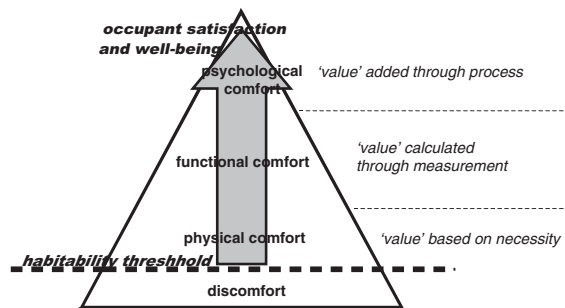 occupant satisfaction
and well-being
psychological
comfort
‘value’ added through process
functional comfort
‘value’ calculated
through measurement
physical comfort
‘value’ based on necessity
habitability threshhold
discomfort